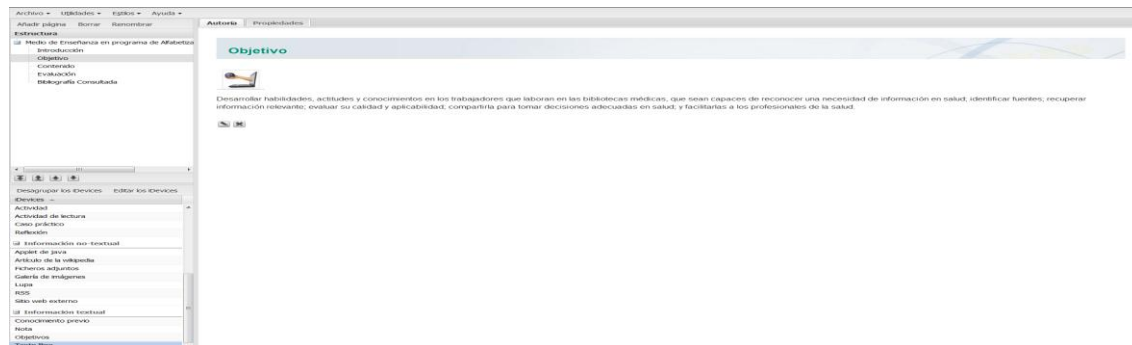 Archivo Utilidades Estilos Ayuda
Añadir página Borrar Renombrar
Estructura
Medio de Enseñanza en programa de Alfabetiza
Introducción
Objetivo
Contenido
Evaluación
Bibliografía Consultada
Desagrupar los iDevices Editar los iDevices
iDevices
Actividad
Actividad de lectura
Caso práctico
Reflexión
Información no-textual
Applet de java
Artículo de la wikipedia
Ficheros adjuntos
Galería de imágenes
Lupa
RSS
Sitio web externo
Información textual
Conocimiento previo
Nota
Objetivos
Texto libre
Autoría Propiedades
Objetivo
Desarrollar habilidades, actitudes y conocimientos en los trabajadores que laboran en las bibliotecas médicas, que sean capaces de reconocer una necesidad de información en salud, identificar fuentes; recuperar
información relevante; evaluar su calidad y aplicabilidad; compartirla para tomar decisiones adecuadas en salud; y facilitarlas a los profesionales de la salud.